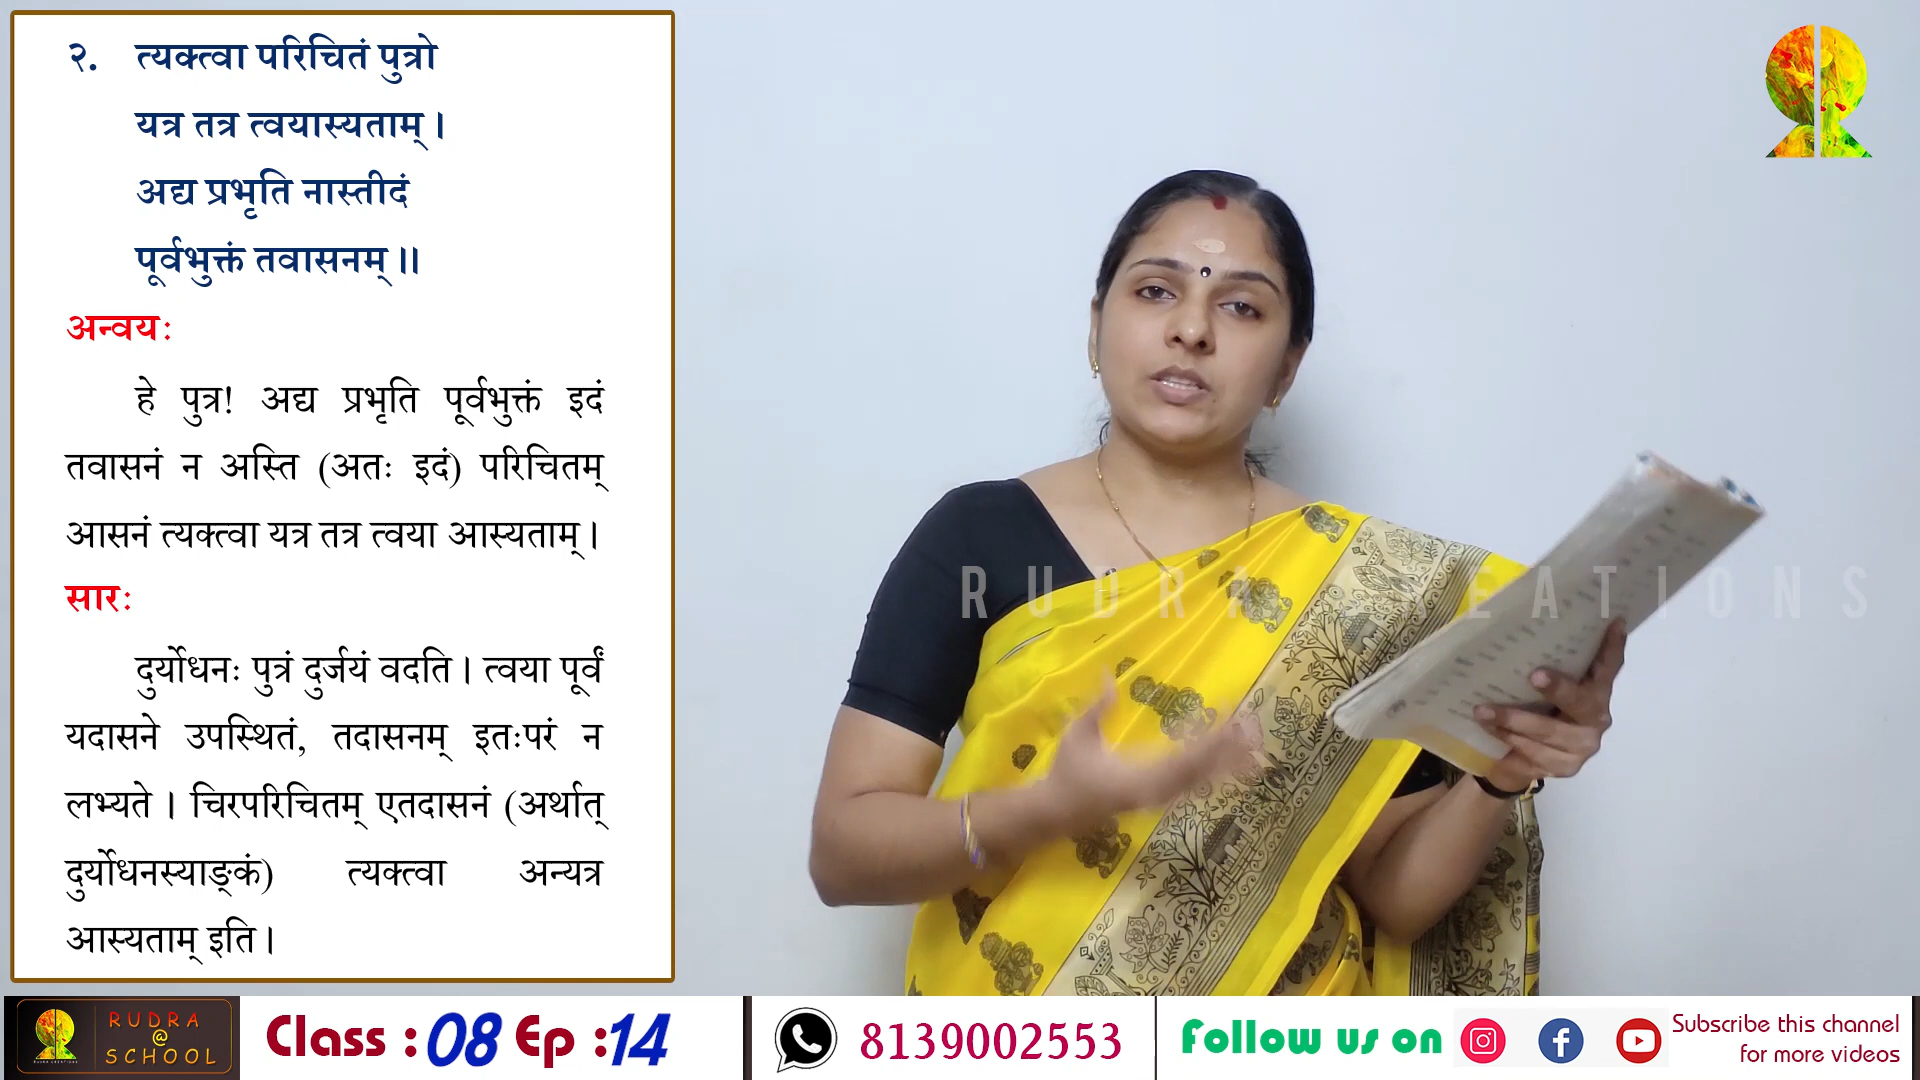 २. त्यक्त्वा परिचितं पुत्रो
यत्र तत्र त्वयास्यताम् ।
अद्य प्रभृति नास्तीदं
पूर्वभुक्तं तवासनम् ॥
अन्वयः
हे पुत्र! अद्य प्रभृति पूर्वभुक्तं इदं
तवासनं न अस्ति (अतः इदं) परिचितम्
आसनं त्यक्त्वा यत्र तत्र त्वया आस्यताम् ।
सारः
दुर्योधनः पुत्रं दुर्जयं वदति । त्वया पूर्वं
यदासने उपस्थितं, तदासनम् इतःपरं न
लभ्यते । चिरपरिचितम् एतदासनं (अर्थात्
दुर्योधनस्याङ्कं) त्यक्त्वा अन्यत्र
आस्यताम् इति ।
RUDRA CREATIONS
RUDRA
@
SCHOOL
Class : 08 Ep :14
8139002553
Follow us on
Subscribe this channel
for more videos